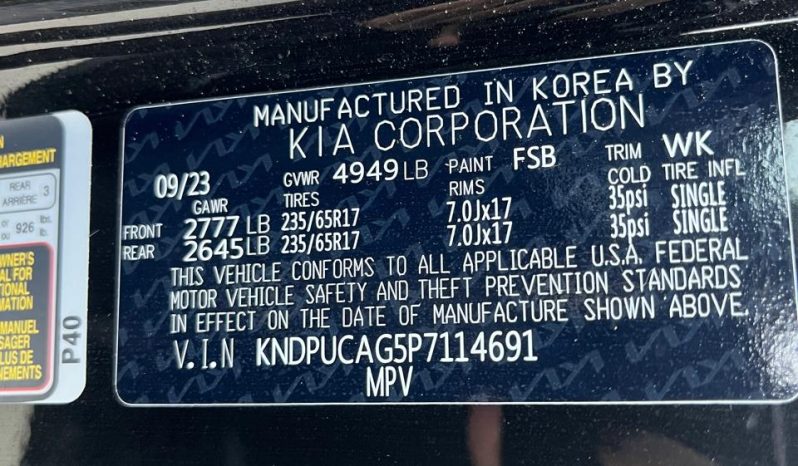 MANUFACTURED IN KOREA BY
KIA CORPORATION
09/23 GVWR 4949 LB PAINT FSB TRIM WK
GAWR TIRES RIMS COLD TIRE INFL
FRONT 2777 LB 235/65R17 7.0Jx17 35psi SINGLE
REAR 2645 LB 235/65R17 7.0Jx17 35psi SINGLE
THIS VEHICLE CONFORMS TO ALL APPLICABLE U.S.A. FEDERAL
MOTOR VEHICLE SAFETY AND THEFT PREVENTION STANDARDS
IN EFFECT ON THE DATE OF MANUFACTURE SHOWN ABOVE.
V.I.N KNDPUCAG5P7114691
MPV
REAR
ARRIÈRE 3
926 lbs.
MANUEL
P40